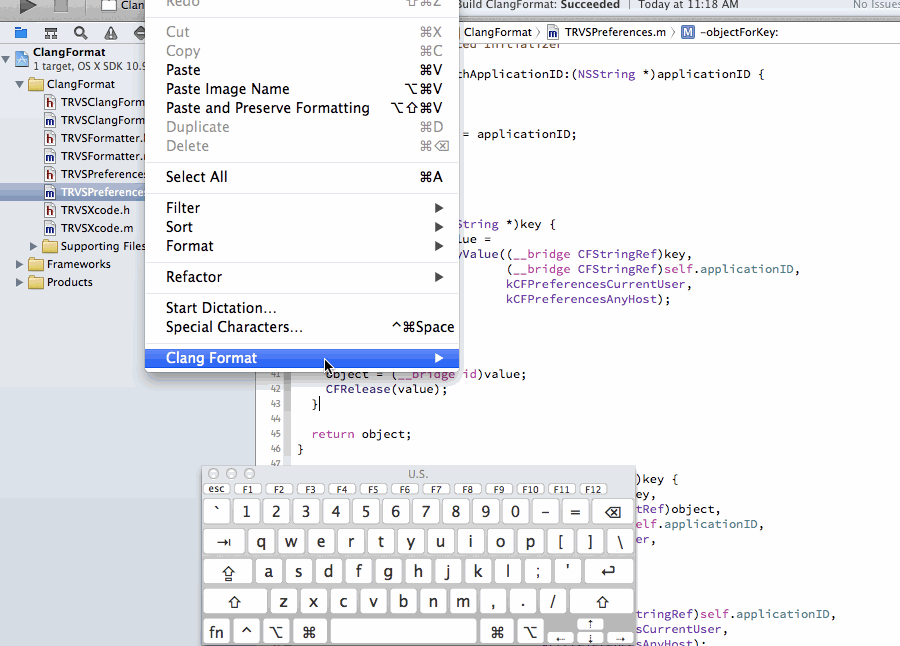 Clan
Build ClangFormat: Succeeded | Today at 11:18 AM
No Issues
ClangFormat
1 target, OS X SDK 10.9
ClangFormat
h TRVSClangForm
m TRVSClangForm
h TRVSFormatter.
m TRVSFormatter.
h TRVSPreferences
m TRVSPreferences
h TRVSXcode.h
m TRVSXcode.m
Supporting Files
Frameworks
Products
Redo ⇧⌘Z
Cut ⌘X
Copy ⌘C
Paste ⌘V
Paste Image Name ⌥⌘V
Paste and Preserve Formatting ⌥⇧⌘V
Duplicate ⌘D
Delete ⌘⌫
Select All ⌘A
Filter ▶
Sort ▶
Format ▶
Refactor ▶
Start Dictation...
Special Characters... ^⌘Space
Clang Format ▶
ClangFormat 〉 m TRVSPreferences.m 〉 M -objectForKey:
ed initializer
thApplicationID:(NSString *)applicationID {
= applicationID;
String *)key {
lue =
yValue((__bridge CFStringRef)key,
(__bridge CFStringRef)self.applicationID,
kCFPreferencesCurrentUser,
kCFPreferencesAnyHost);
41 object = (__bridge id)value;
42 CFRelease(value);
43 }
44
45 return object;
46 }
47
)key {
ey,
tRef)object,
elf.applicationID,
er,
tringRef)self.applicationID,
sCurrentUser,
kCFPreferencesAnyHost);
U.S.
esc F1 F2 F3 F4 F5 F6 F7 F8 F9 F10 F11 F12
` 1 2 3 4 5 6 7 8 9 0 - = ⌫
⇥ q w e r t y u i o p [ ] \
⇪ a s d f g h j k l ; ' ↩
⇧ z x c v b n m , . / ⇧
fn ^ ⌥ ⌘ ⌘ ⌥ ← ↑ ↓ →